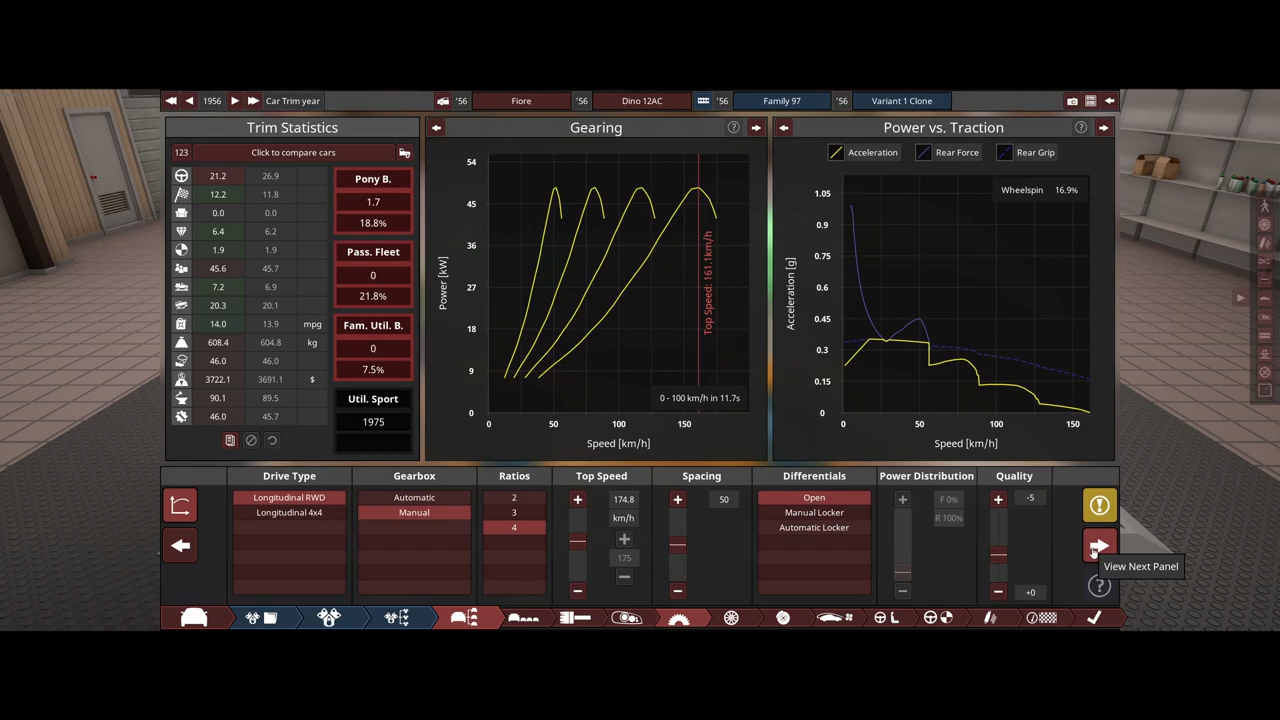 1956 Car Trim year '56 Fiore '56 Dino 12AC '56 Family 97 '56 Variant 1 Clone
Trim Statistics
123 Click to compare cars
21.2 26.9
12.2 11.8
0.0 0.0
6.4 6.2
1.9 1.9
45.6 45.7
7.2 6.9
20.3 20.1
14.0 13.9 mpg
608.4 604.8 kg
46.0 46.0
3722.1 3691.1 $
90.1 89.5
46.0 45.7
Pony B.
1.7
18.8%
Pass. Fleet
0
21.8%
Fam. Util. B.
0
7.5%
Util. Sport
1975
Gearing ?
Power [kW]
54
45
36
27
18
9
0
Top Speed: 161.1km/h
0 - 100 km/h in 11.7s
0 50 100 150
Speed [km/h]
Power vs. Traction ?
Acceleration Rear Force Rear Grip
Wheelspin 16.9%
Acceleration [g]
1.05
0.9
0.75
0.6
0.45
0.3
0.15
0
0 50 100 150
Speed [km/h]
Drive Type
Longitudinal RWD
Longitudinal 4x4
Gearbox
Automatic
Manual
Ratios
2
3
4
Top Speed
+ 174.8
km/h
+
175
Spacing
+ 50
Differentials
Open
Manual Locker
Automatic Locker
Power Distribution
+ F 0%
R 100%
Quality
+ -5
+0
View Next Panel
?